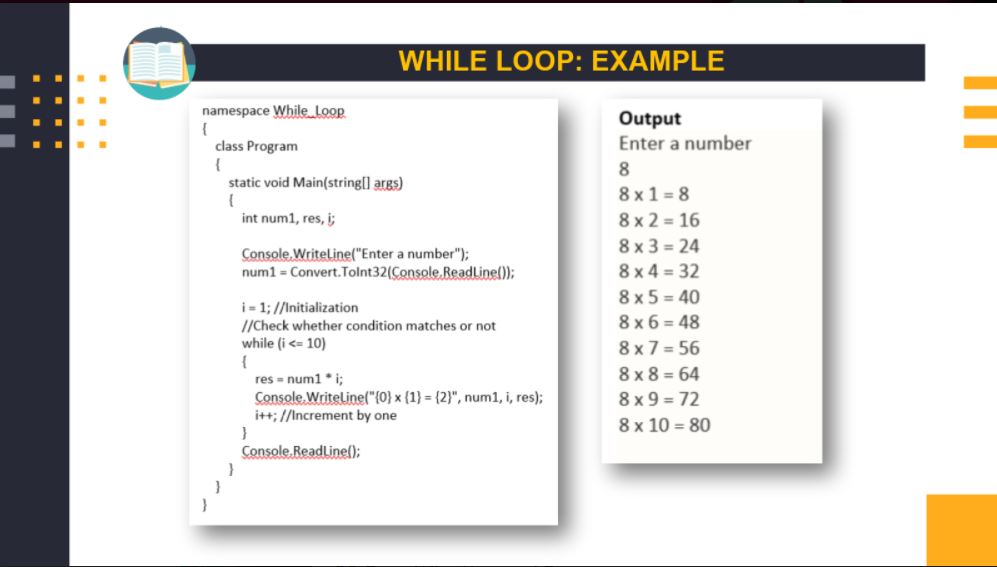 WHILE LOOP: EXAMPLE
namespace While_Loop
{
class Program
{
static void Main(string[] args)
{
int num1, res, i;
Console.WriteLine("Enter a number");
num1 = Convert.ToInt32(Console.ReadLine());
i = 1; //Initialization
//Check whether condition matches or not
while (i <= 10)
{
res = num1 * i;
Console.WriteLine("{0} x {1} = {2}", num1, i, res);
i++; //Increment by one
}
Console.ReadLine();
}
}
}
Output
Enter a number
8
8 x 1 = 8
8 x 2 = 16
8 x 3 = 24
8 x 4 = 32
8 x 5 = 40
8 x 6 = 48
8 x 7 = 56
8 x 8 = 64
8 x 9 = 72
8 x 10 = 80